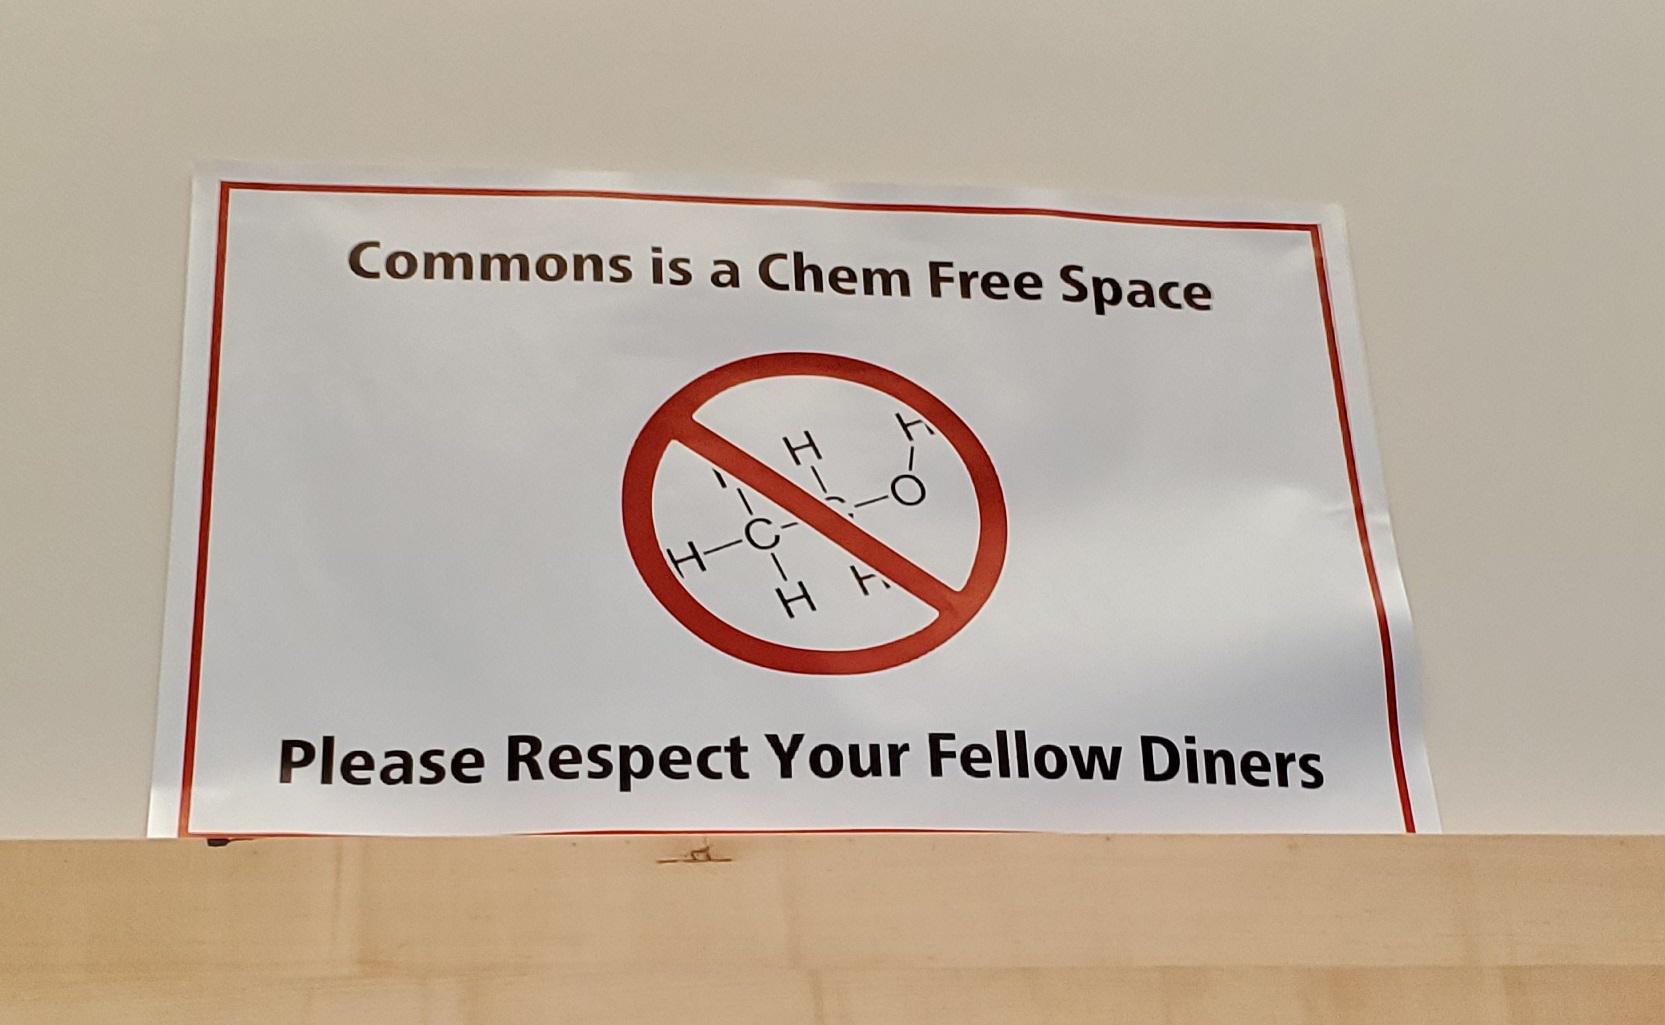 Commons is a Chem Free Space
H H
C O
H C
H H
Please Respect Your Fellow Diners